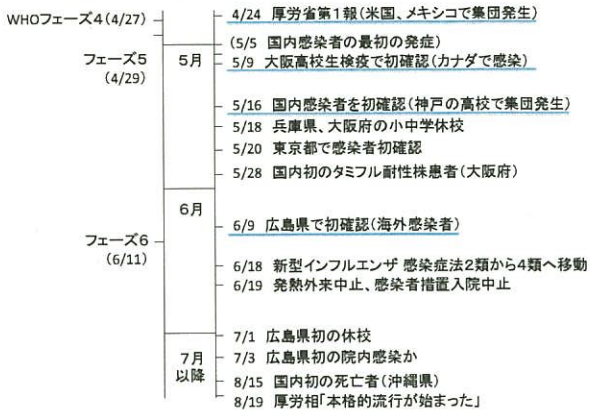 WHOフェーズ4(4/27)
4/24 厚労省第1報(米国、メキシコで集団発生)
(5/5 国内感染者の最初の発症)
フェーズ5
(4/29)
5月
5/9 大阪高校生検疫で初確認(カナダで感染)
5/16 国内感染者を初確認(神戸の高校で集団発生)
5/18 兵庫県、大阪府の小中学休校
5/20 東京都で感染者初確認
5/28 国内初のタミフル耐性株患者(大阪府)
6月
6/9 広島県で初確認(海外感染者)
フェーズ6
(6/11)
6/18 新型インフルエンザ 感染症法2類から4類へ移動
6/19 発熱外来中止、感染者措置入院中止
7月
以降
7/1 広島県初の休校
7/3 広島県初の院内感染か
8/15 国内初の死亡者(沖縄県)
8/19 厚労相「本格的流行が始まった」